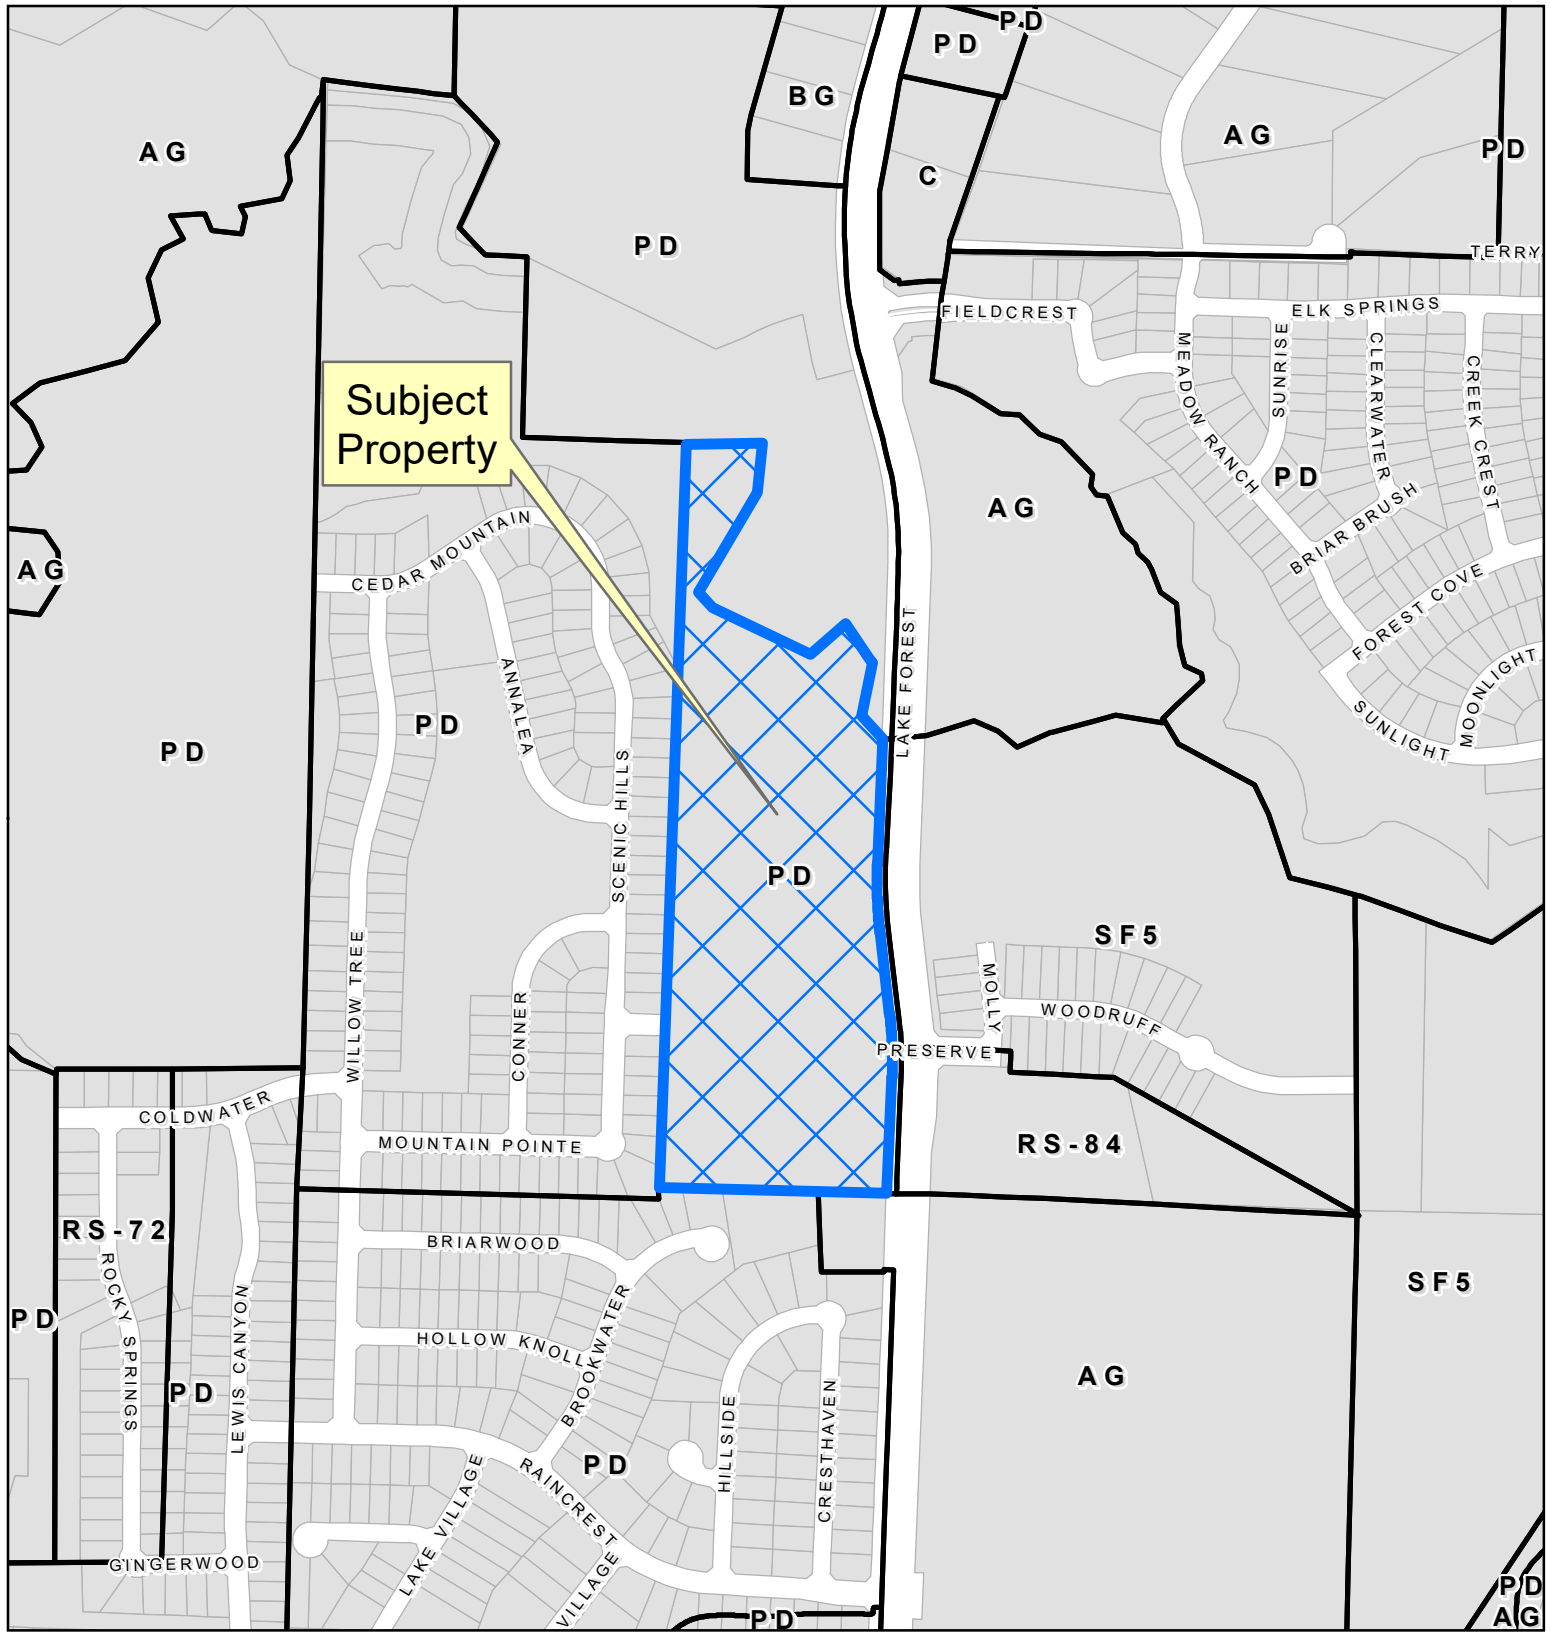 PD
PD
BG
AG
AG
PD
AG
C
PD
TERRY
FIELDCREST
ELK SPRINGS
MEADOW RANCH
SUNRISE
CLEARWATER
CREEK CREST
Subject
Property
PD
AG
BRIAR BRUSH
CEDAR MOUNTAIN
AG
FOREST COVE
LAKE FOREST
MOONLIGHT
SUNLIGHT
ANNALEA
PD
PD
SCENIC HILLS
PD
SF5
WILLOW TREE
CONNER
MOLLY
WOODRUFF
PRESERVE
COLDWATER
MOUNTAIN POINTE
RS-84
RS-72
BRIARWOOD
ROCKY SPRINGS
LEWIS CANYON
BROOKWATER
SF5
PD
HOLLOW KNOLL
AG
PD
HILLSIDE
CRESTHAVEN
PD
RAINCREST
LAKE VILLAGE
GINGERWOOD
VILLAGE
PD
PD
AG